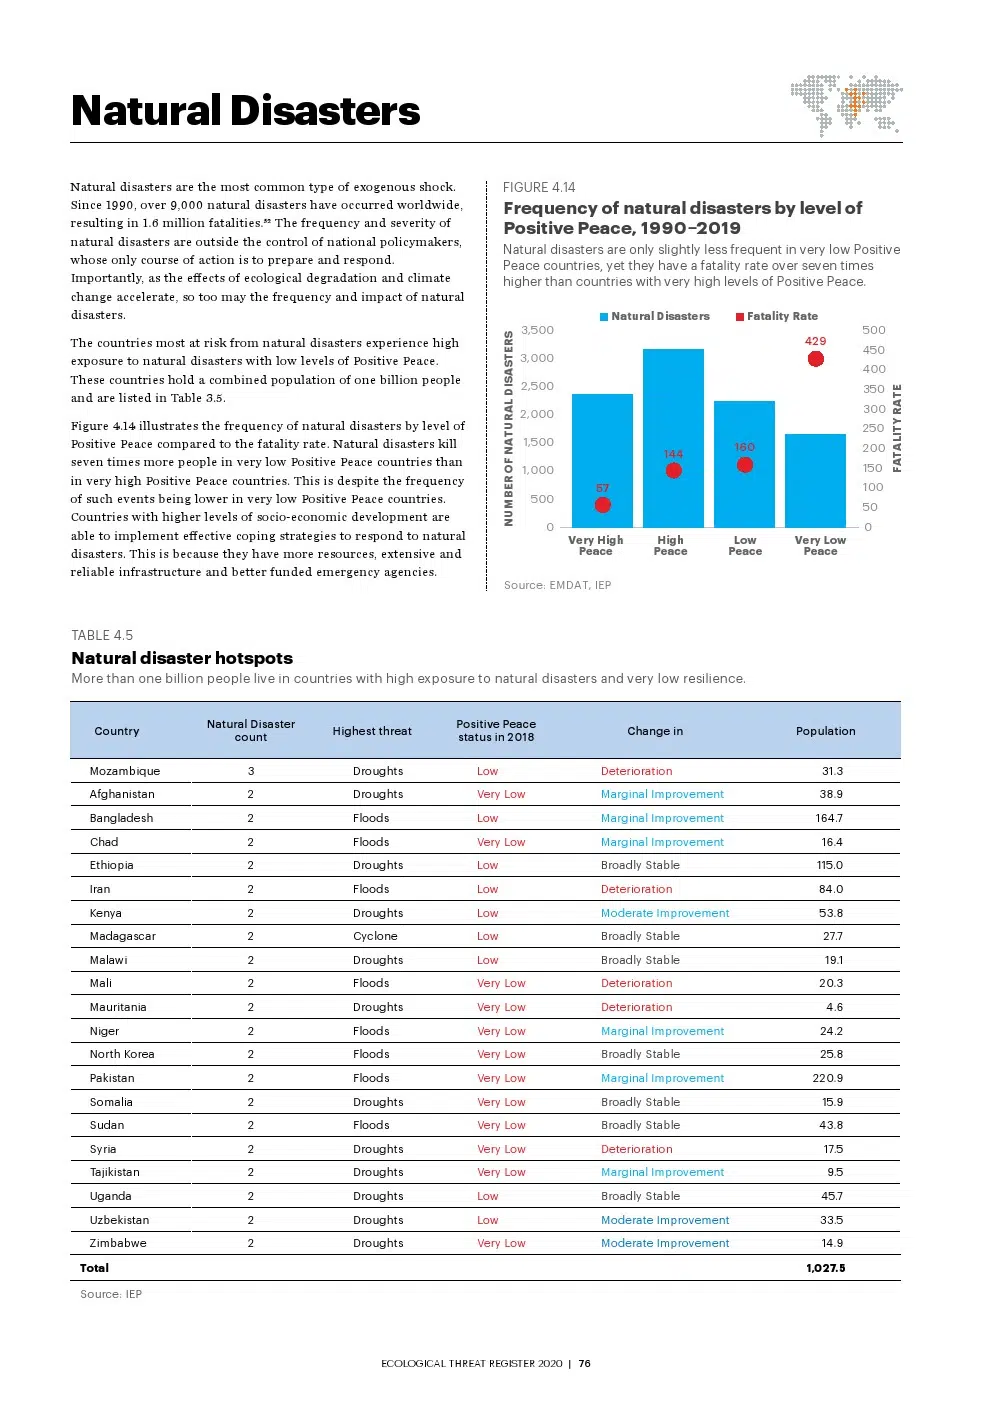 Natural Disasters
Natural disasters are the most common type of exogenous shock.
Since 1990, over 9,000 natural disasters have occurred worldwide,
resulting in 1.6 million fatalities.⁵² The frequency and severity of
natural disasters are outside the control of national policymakers,
whose only course of action is to prepare and respond.
Importantly, as the effects of ecological degradation and climate
change accelerate, so too may the frequency and impact of natural
disasters.
The countries most at risk from natural disasters experience high
exposure to natural disasters with low levels of Positive Peace.
These countries hold a combined population of one billion people
and are listed in Table 3.5.
Figure 4.14 illustrates the frequency of natural disasters by level of
Positive Peace compared to the fatality rate. Natural disasters kill
seven times more people in very low Positive Peace countries than
in very high Positive Peace countries. This is despite the frequency
of such events being lower in very low Positive Peace countries.
Countries with higher levels of socio-economic development are
able to implement effective coping strategies to respond to natural
disasters. This is because they have more resources, extensive and
reliable infrastructure and better funded emergency agencies.
FIGURE 4.14
Frequency of natural disasters by level of
Positive Peace, 1990–2019
Natural disasters are only slightly less frequent in very low Positive
Peace countries, yet they have a fatality rate over seven times
higher than countries with very high levels of Positive Peace.
Natural Disasters Fatality Rate
NUMBER OF NATURAL DISASTERS
3,500
3,000
2,500
2,000
1,500
1,000
500
0
57
144
160
429
500
450
400
350
300
250
200
150
100
50
0
FATALITY RATE
Very High High Low Very Low
Peace Peace Peace Peace
Source: EMDAT, IEP
TABLE 4.5
Natural disaster hotspots
More than one billion people live in countries with high exposure to natural disasters and very low resilience.
Country Natural Disaster count Highest threat Positive Peace status in 2018 Change in Population
Mozambique 3 Droughts Low Deterioration 31.3
Afghanistan 2 Droughts Very Low Marginal Improvement 38.9
Bangladesh 2 Floods Low Marginal Improvement 164.7
Chad 2 Floods Very Low Marginal Improvement 16.4
Ethiopia 2 Droughts Low Broadly Stable 115.0
Iran 2 Floods Low Deterioration 84.0
Kenya 2 Droughts Low Moderate Improvement 53.8
Madagascar 2 Cyclone Low Broadly Stable 27.7
Malawi 2 Droughts Low Broadly Stable 19.1
Mali 2 Floods Very Low Deterioration 20.3
Mauritania 2 Droughts Very Low Deterioration 4.6
Niger 2 Floods Very Low Marginal Improvement 24.2
North Korea 2 Floods Very Low Broadly Stable 25.8
Pakistan 2 Floods Very Low Marginal Improvement 220.9
Somalia 2 Droughts Very Low Broadly Stable 15.9
Sudan 2 Floods Very Low Broadly Stable 43.8
Syria 2 Droughts Very Low Deterioration 17.5
Tajikistan 2 Droughts Very Low Marginal Improvement 9.5
Uganda 2 Droughts Low Broadly Stable 45.7
Uzbekistan 2 Droughts Low Moderate Improvement 33.5
Zimbabwe 2 Droughts Very Low Moderate Improvement 14.9
Total 1,027.5
Source: IEP
ECOLOGICAL THREAT REGISTER 2020 | 76